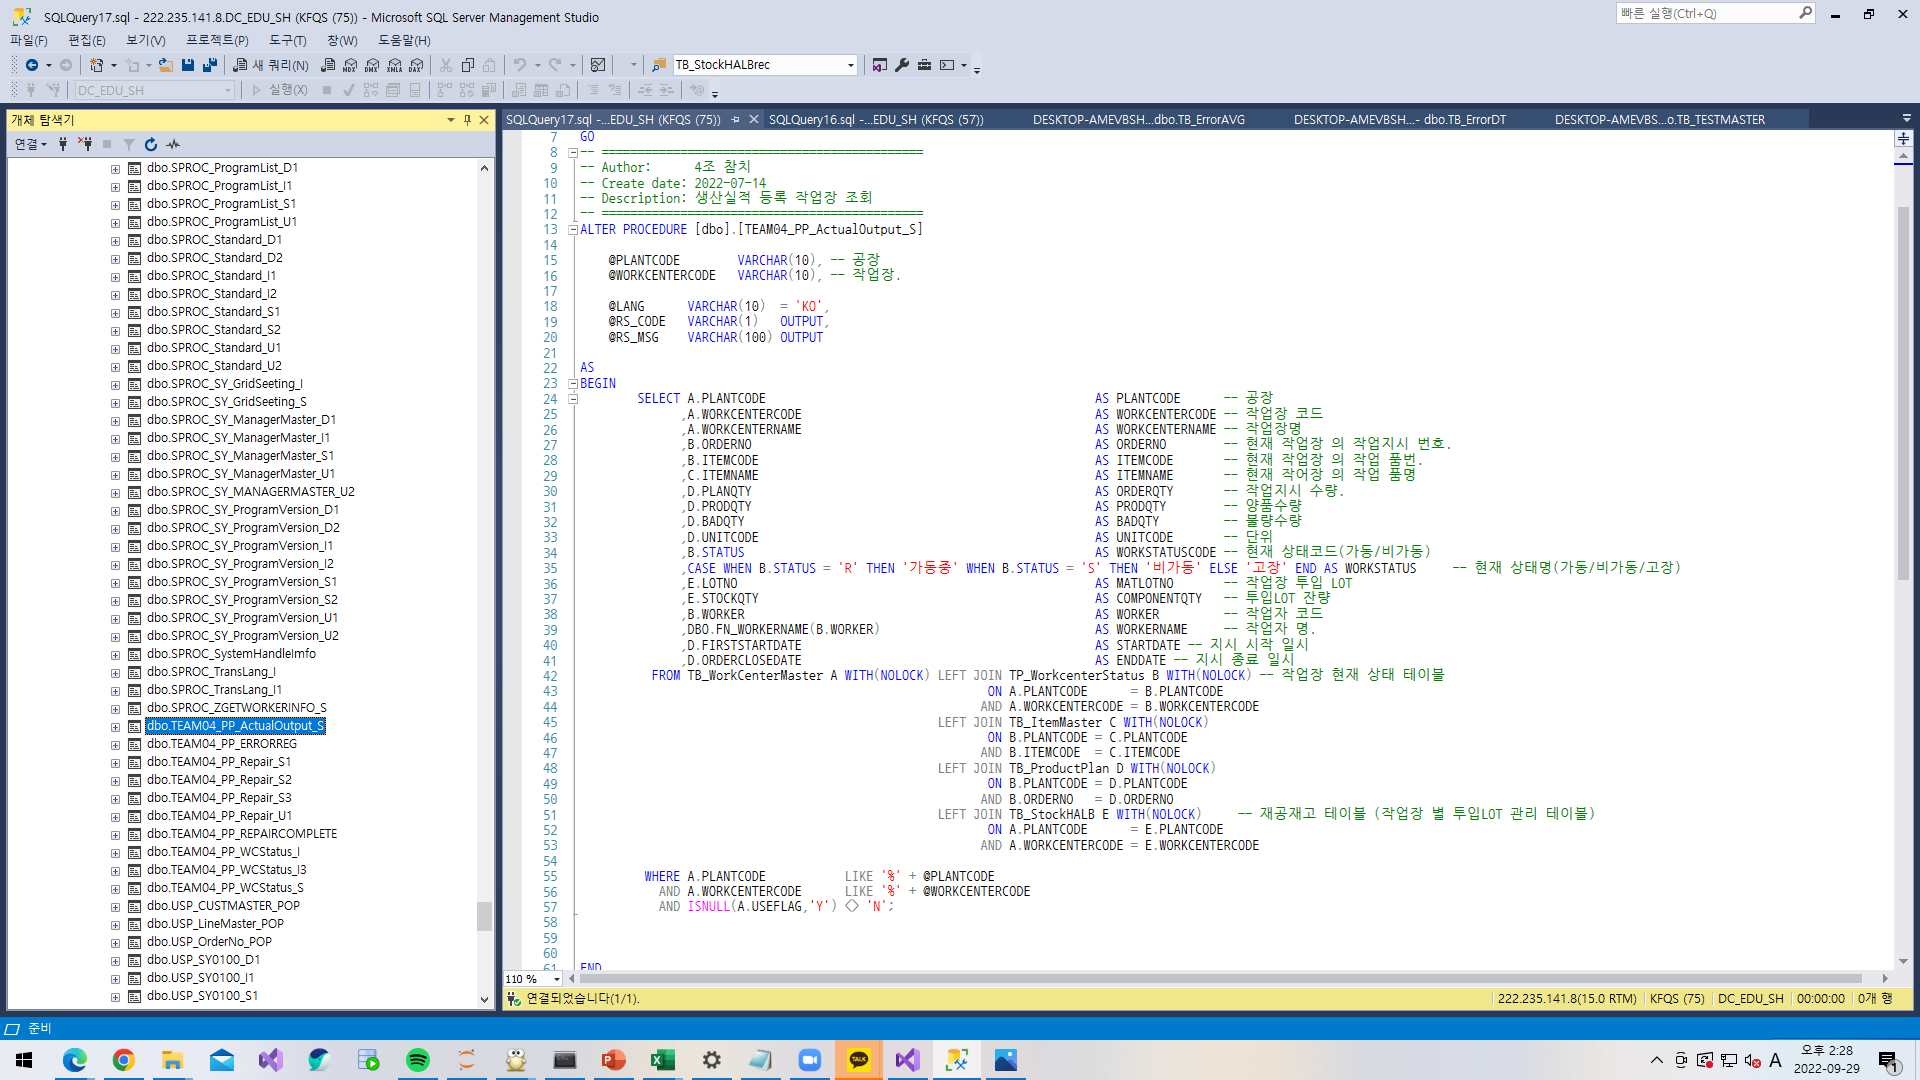 SQLQuery17.sql - 222.235.141.8.DC_EDU_SH (KFQS (75)) - Microsoft SQL Server Management Studio
빠른 실행(Ctrl+Q)
파일(F) 편집(E) 보기(V) 프로젝트(P) 도구(T) 창(W) 도움말(H)
새 쿼리(N) MDX DMX XMLA DAX TB_StockHALBrec
DC_EDU_SH 실행(X)
개체 탐색기
연결
dbo.SPROC_ProgramList_D1
dbo.SPROC_ProgramList_I1
dbo.SPROC_ProgramList_S1
dbo.SPROC_ProgramList_U1
dbo.SPROC_Standard_D1
dbo.SPROC_Standard_D2
dbo.SPROC_Standard_I1
dbo.SPROC_Standard_I2
dbo.SPROC_Standard_S1
dbo.SPROC_Standard_S2
dbo.SPROC_Standard_U1
dbo.SPROC_Standard_U2
dbo.SPROC_SY_GridSeeting_I
dbo.SPROC_SY_GridSeeting_S
dbo.SPROC_SY_ManagerMaster_D1
dbo.SPROC_SY_ManagerMaster_I1
dbo.SPROC_SY_ManagerMaster_S1
dbo.SPROC_SY_ManagerMaster_U1
dbo.SPROC_SY_MANAGERMASTER_U2
dbo.SPROC_SY_ProgramVersion_D1
dbo.SPROC_SY_ProgramVersion_D2
dbo.SPROC_SY_ProgramVersion_I1
dbo.SPROC_SY_ProgramVersion_I2
dbo.SPROC_SY_ProgramVersion_S1
dbo.SPROC_SY_ProgramVersion_S2
dbo.SPROC_SY_ProgramVersion_U1
dbo.SPROC_SY_ProgramVersion_U2
dbo.SPROC_SystemHandleImfo
dbo.SPROC_TransLang_I
dbo.SPROC_TransLang_I1
dbo.SPROC_ZGETWORKERINFO_S
dbo.TEAM04_PP_ActualOutput_S
dbo.TEAM04_PP_ERRORREG
dbo.TEAM04_PP_Repair_S1
dbo.TEAM04_PP_Repair_S2
dbo.TEAM04_PP_Repair_S3
dbo.TEAM04_PP_Repair_U1
dbo.TEAM04_PP_REPAIRCOMPLETE
dbo.TEAM04_PP_WCStatus_I
dbo.TEAM04_PP_WCStatus_I3
dbo.TEAM04_PP_WCStatus_S
dbo.USP_CUSTMASTER_POP
dbo.USP_LineMaster_POP
dbo.USP_OrderNo_POP
dbo.USP_SY0100_D1
dbo.USP_SY0100_I1
dbo.USP_SY0100_S1
SQLQuery17.sql -...EDU_SH (KFQS (75)) SQLQuery16.sql -...EDU_SH (KFQS (57)) DESKTOP-AMEVBSH...dbo.TB_ErrorAVG DESKTOP-AMEVBSH...- dbo.TB_ErrorDT DESKTOP-AMEVBS...o.TB_TESTMASTER
7 GO
8 -- =============================================
9 -- Author: 4조 참치
10 -- Create date: 2022-07-14
11 -- Description: 생산실적 등록 작업장 조회
12 -- =============================================
13 ALTER PROCEDURE [dbo].[TEAM04_PP_ActualOutput_S]
14
15 @PLANTCODE VARCHAR(10), -- 공장
16 @WORKCENTERCODE VARCHAR(10), -- 작업장.
17
18 @LANG VARCHAR(10) = 'KO',
19 @RS_CODE VARCHAR(1) OUTPUT,
20 @RS_MSG VARCHAR(100) OUTPUT
21
22 AS
23 BEGIN
24 SELECT A.PLANTCODE AS PLANTCODE -- 공장
25 ,A.WORKCENTERCODE AS WORKCENTERCODE -- 작업장 코드
26 ,A.WORKCENTERNAME AS WORKCENTERNAME -- 작업장명
27 ,B.ORDERNO AS ORDERNO -- 현재 작업장 의 작업지시 번호.
28 ,B.ITEMCODE AS ITEMCODE -- 현재 작업장 의 작업 품번.
29 ,C.ITEMNAME AS ITEMNAME -- 현재 작어장 의 작업 품명
30 ,D.PLANQTY AS ORDERQTY -- 작업지시 수량.
31 ,D.PRODQTY AS PRODQTY -- 양품수량
32 ,D.BADQTY AS BADQTY -- 불량수량
33 ,D.UNITCODE AS UNITCODE -- 단위
34 ,B.STATUS AS WORKSTATUSCODE -- 현재 상태코드(가동/비가동)
35 ,CASE WHEN B.STATUS = 'R' THEN '가동중' WHEN B.STATUS = 'S' THEN '비가동' ELSE '고장' END AS WORKSTATUS -- 현재 상태명(가동/비가동/고장)
36 ,E.LOTNO AS MATLOTNO -- 작업장 투입 LOT
37 ,E.STOCKQTY AS COMPONENTQTY -- 투입LOT 잔량
38 ,B.WORKER AS WORKER -- 작업자 코드
39 ,DBO.FN_WORKERNAME(B.WORKER) AS WORKERNAME -- 작업자 명.
40 ,D.FIRSTSTARTDATE AS STARTDATE -- 지시 시작 일시
41 ,D.ORDERCLOSEDATE AS ENDDATE -- 지시 종료 일시
42 FROM TB_WorkCenterMaster A WITH(NOLOCK) LEFT JOIN TP_WorkcenterStatus B WITH(NOLOCK) -- 작업장 현재 상태 테이블
43 ON A.PLANTCODE = B.PLANTCODE
44 AND A.WORKCENTERCODE = B.WORKCENTERCODE
45 LEFT JOIN TB_ItemMaster C WITH(NOLOCK)
46 ON B.PLANTCODE = C.PLANTCODE
47 AND B.ITEMCODE = C.ITEMCODE
48 LEFT JOIN TB_ProductPlan D WITH(NOLOCK)
49 ON B.PLANTCODE = D.PLANTCODE
50 AND B.ORDERNO = D.ORDERNO
51 LEFT JOIN TB_StockHALB E WITH(NOLOCK) -- 재공재고 테이블 (작업장 별 투입LOT 관리 테이블)
52 ON A.PLANTCODE = E.PLANTCODE
53 AND A.WORKCENTERCODE = E.WORKCENTERCODE
54
55 WHERE A.PLANTCODE LIKE '%' + @PLANTCODE
56 AND A.WORKCENTERCODE LIKE '%' + @WORKCENTERCODE
57 AND ISNULL(A.USEFLAG,'Y') <> 'N';
58
59
60
61 END
110 %
연결되었습니다(1/1). 222.235.141.8(15.0 RTM) KFQS (75) DC_EDU_SH 00:00:00 0개 행
준비
TALK
A
오후 2:28
2022-09-29
1